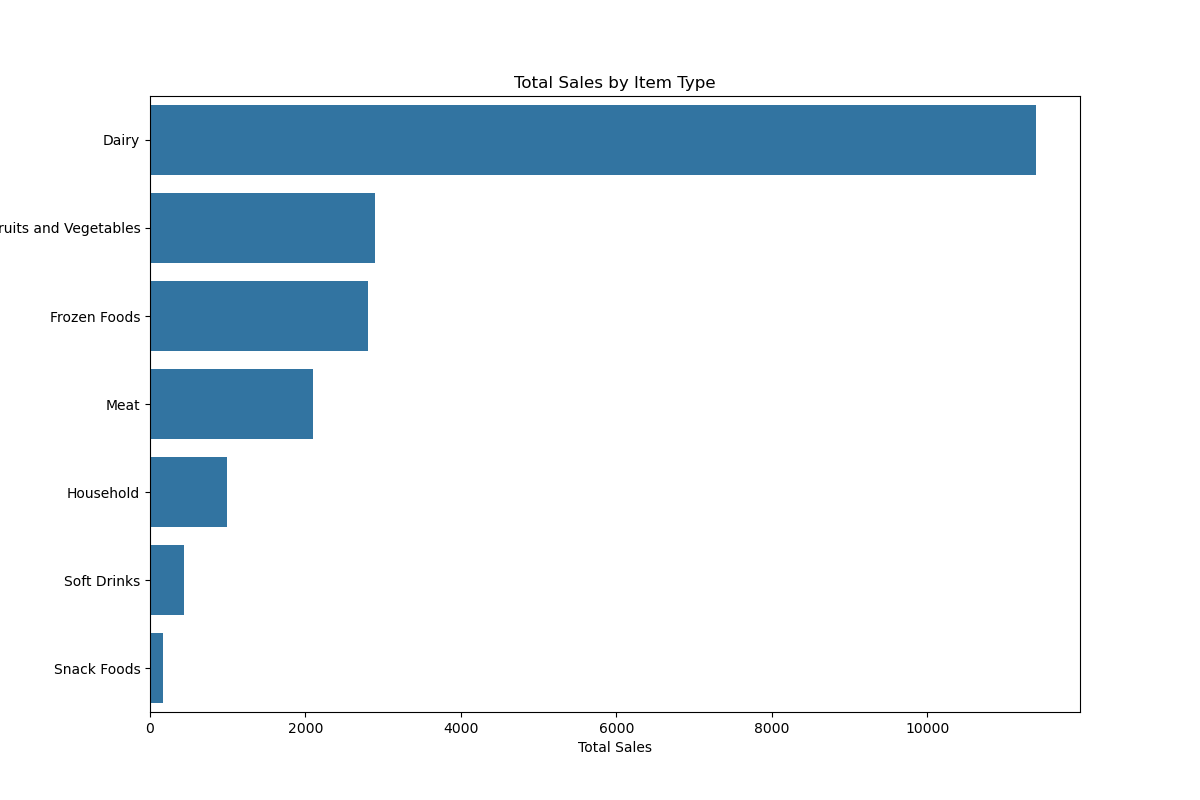 Total Sales by Item Type
Dairy
ruits and Vegetables
Frozen Foods
Meat
Household
Soft Drinks
Snack Foods
0 2000 4000 6000 8000 10000
Total Sales